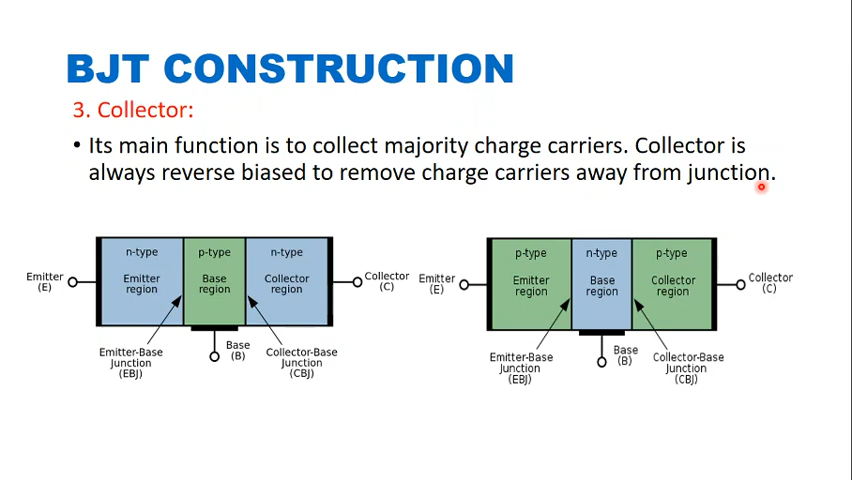 BJT CONSTRUCTION
3. Collector:
• Its main function is to collect majority charge carriers. Collector is
always reverse biased to remove charge carriers away from junction.
n-type p-type n-type
Emitter
(E)
Emitter
region
Base
region
Collector
region
Collector
(C)
Base
(B)
Emitter-Base
Junction
(EBJ)
Collector-Base
Junction
(CBJ)
p-type n-type p-type
Emitter
(E)
Emitter
region
Base
region
Collector
region
Collector
(C)
Base
(B)
Emitter-Base
Junction
(EBJ)
Collector-Base
Junction
(CBJ)